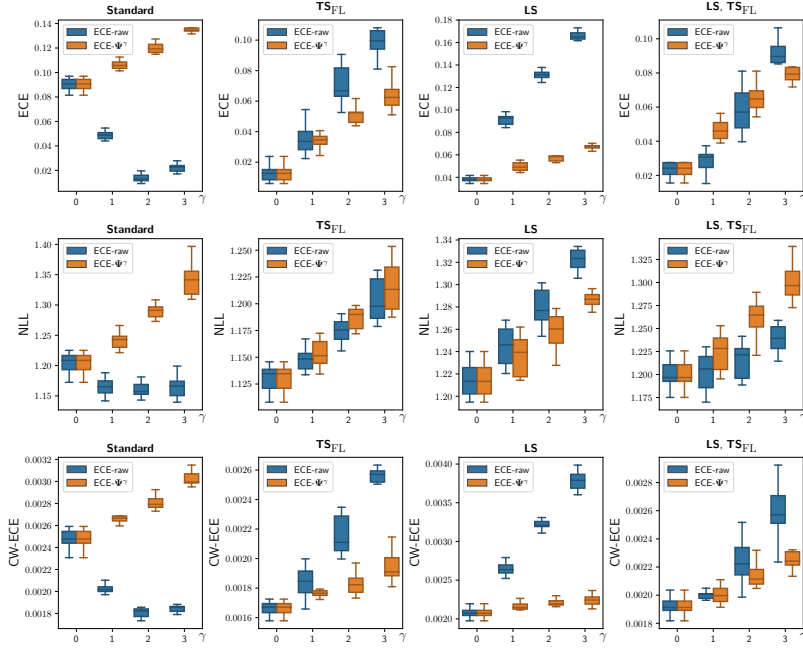 Standard
ECE-raw
ECE-Ψᵞ
0.14
0.12
0.10
0.08
0.06
0.04
0.02
ECE
0 1 2 3 γ
TS_FL
ECE-raw
ECE-Ψᵞ
0.10
0.08
0.06
0.04
0.02
ECE
0 1 2 3 γ
LS
ECE-raw
ECE-Ψᵞ
0.18
0.16
0.14
0.12
0.10
0.08
0.06
0.04
ECE
0 1 2 3 γ
LS, TS_FL
ECE-raw
ECE-Ψᵞ
0.10
0.08
0.06
0.04
0.02
ECE
0 1 2 3 γ
Standard
ECE-raw
ECE-Ψᵞ
1.40
1.35
1.30
1.25
1.20
1.15
NLL
0 1 2 3 γ
TS_FL
ECE-raw
ECE-Ψᵞ
1.250
1.225
1.200
1.175
1.150
1.125
NLL
0 1 2 3 γ
LS
ECE-raw
ECE-Ψᵞ
1.34
1.32
1.30
1.28
1.26
1.24
1.22
1.20
NLL
0 1 2 3 γ
LS, TS_FL
ECE-raw
ECE-Ψᵞ
1.325
1.300
1.275
1.250
1.225
1.200
1.175
NLL
0 1 2 3 γ
Standard
ECE-raw
ECE-Ψᵞ
0.0032
0.0030
0.0028
0.0026
0.0024
0.0022
0.0020
0.0018
CW-ECE
0 1 2 3 γ
TS_FL
ECE-raw
ECE-Ψᵞ
0.0026
0.0024
0.0022
0.0020
0.0018
0.0016
CW-ECE
0 1 2 3 γ
LS
ECE-raw
ECE-Ψᵞ
0.0040
0.0035
0.0030
0.0025
0.0020
CW-ECE
0 1 2 3 γ
LS, TS_FL
ECE-raw
ECE-Ψᵞ
0.0028
0.0026
0.0024
0.0022
0.0020
0.0018
CW-ECE
0 1 2 3 γ